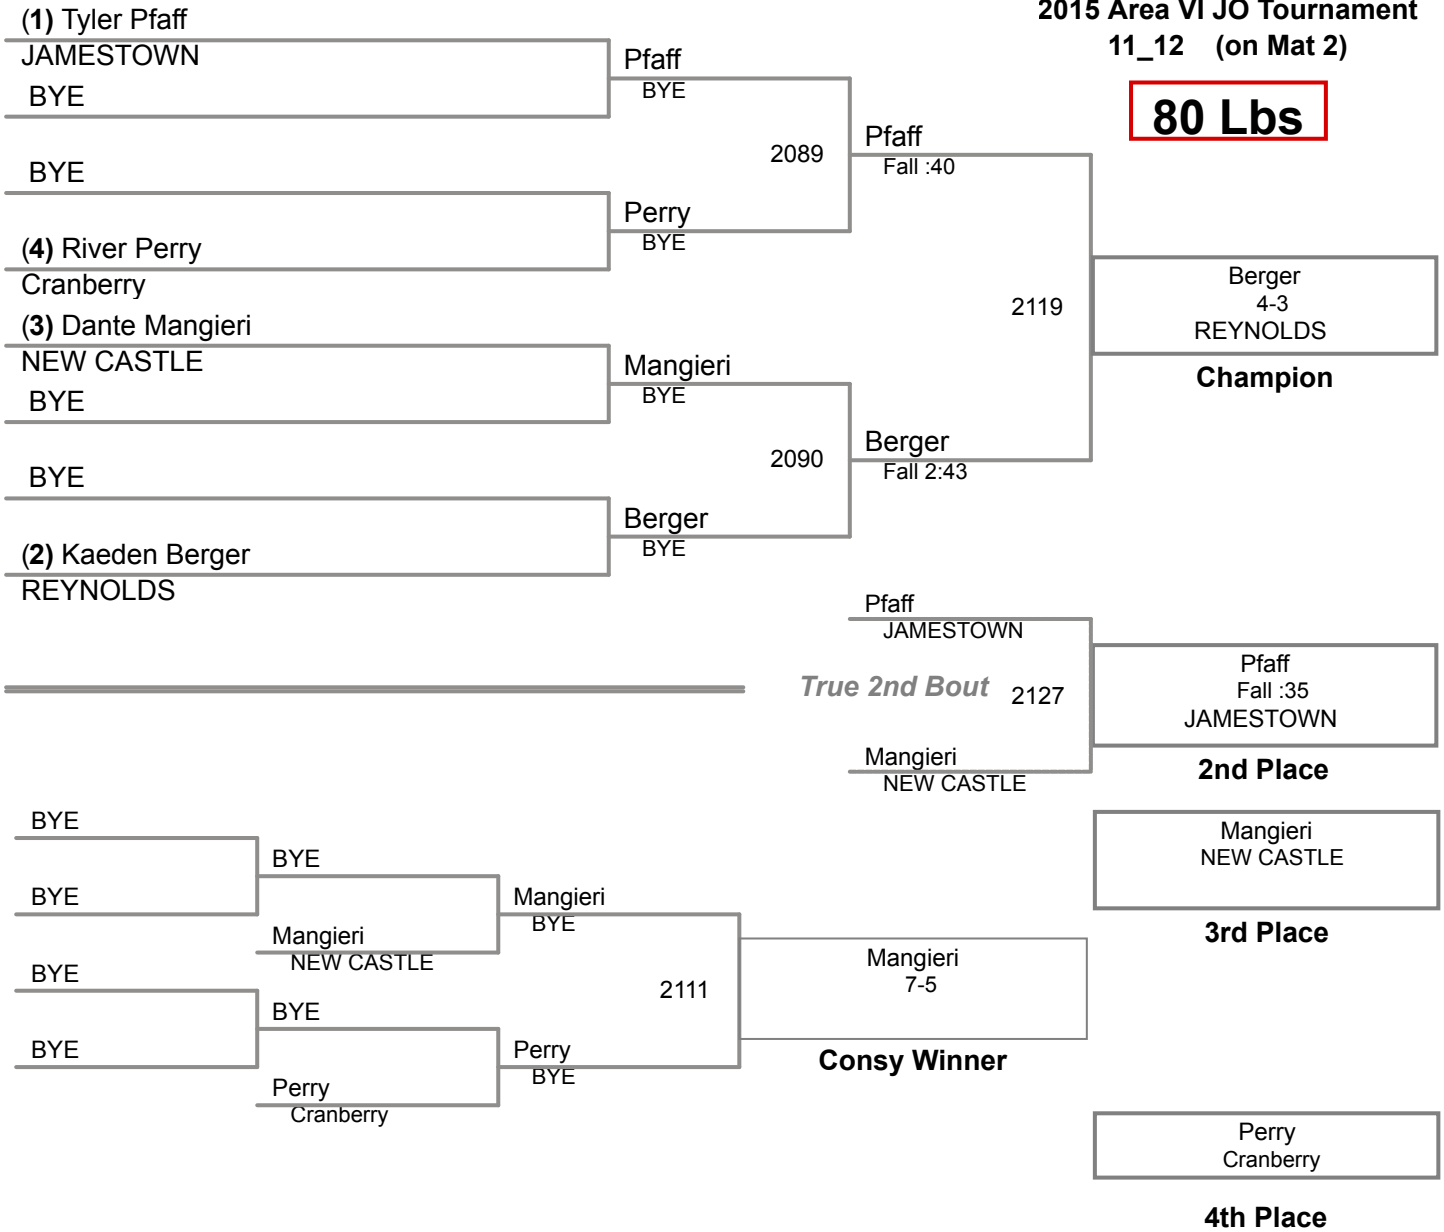 2015 Area VI JO Tournament
11_12 (on Mat 2)
80 Lbs
(1) Tyler Pfaff
JAMESTOWN
BYE
BYE
(4) River Perry
Cranberry
(3) Dante Mangieri
NEW CASTLE
BYE
BYE
(2) Kaeden Berger
REYNOLDS
Pfaff
BYE
2089
Perry
BYE
Mangieri
BYE
2090
Berger
BYE
Pfaff
Fall :40
2119
Berger
Fall 2:43
Berger
4-3
REYNOLDS
Champion
Pfaff
JAMESTOWN
True 2nd Bout 2127
Mangieri
NEW CASTLE
Pfaff
Fall :35
JAMESTOWN
2nd Place
BYE
BYE
BYE
BYE
BYE
Mangieri
NEW CASTLE
BYE
Perry
Cranberry
Mangieri
BYE
2111
Perry
BYE
Mangieri
7-5
Consy Winner
Mangieri
NEW CASTLE
3rd Place
Perry
Cranberry
4th Place